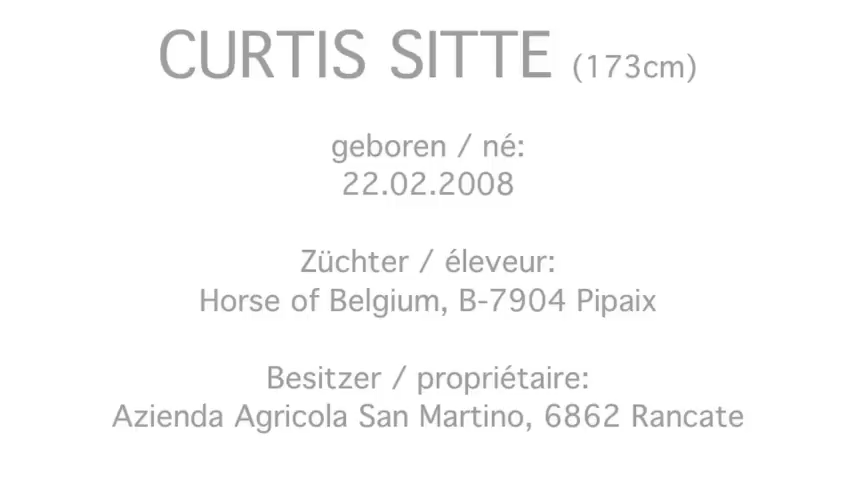 CURTIS SITTE (173cm)
geboren / né:
22.02.2008
Züchter / éleveur:
Horse of Belgium, B-7904 Pipaix
Besitzer / propriétaire:
Azienda Agricola San Martino, 6862 Rancate